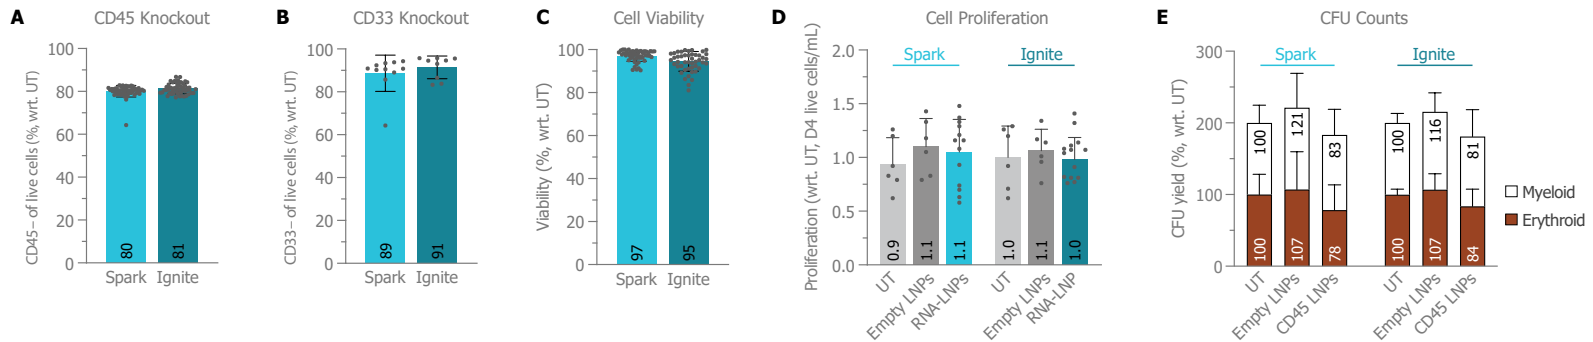 A
CD45 Knockout
CD45− of live cells (%, wrt. UT)
100
80
60
40
20
0
80
81
Spark
Ignite
B
CD33 Knockout
CD33− of live cells (%, wrt. UT)
100
80
60
40
20
0
89
91
Spark
Ignite
C
Cell Viability
Viability (%, wrt. UT)
100
80
60
40
20
0
97
95
Spark
Ignite
D
Cell Proliferation
Proliferation (wrt. UT, D4 live cells/mL)
2.0
1.5
1.0
0.5
0.0
Spark
Ignite
0.9
1.1
1.1
1.0
1.1
1.0
UT
Empty LNPs
RNA-LNPs
UT
Empty LNPs
RNA-LNP
E
CFU Counts
CFU yield (%, wrt. UT)
300
200
100
0
Spark
Ignite
100
121
83
100
116
81
100
107
78
100
107
84
UT
Empty LNPs
CD45 LNPs
UT
Empty LNPs
CD45 LNPs
Myeloid
Erythroid